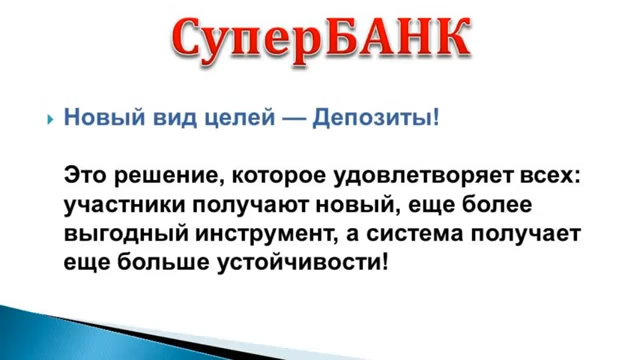 СуперБАНК
Новый вид целей — Депозиты!
Это решение, которое удовлетворяет всех:
участники получают новый, еще более
выгодный инструмент, а система получает
еще больше устойчивости!